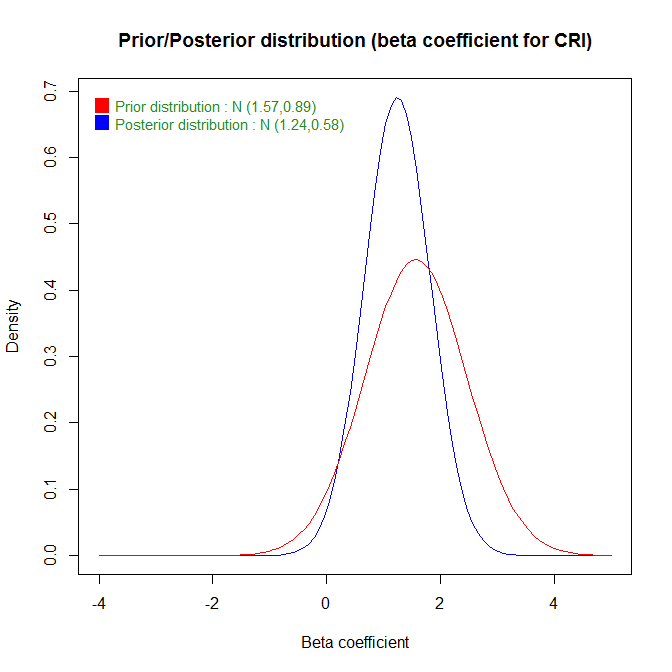 Prior/Posterior distribution (beta coefficient for CRI)
Prior distribution : N (1.57,0.89)
Posterior distribution : N (1.24,0.58)
Density
0.7
0.6
0.5
0.4
0.3
0.2
0.1
0.0
-4
-2
0
2
4
Beta coefficient